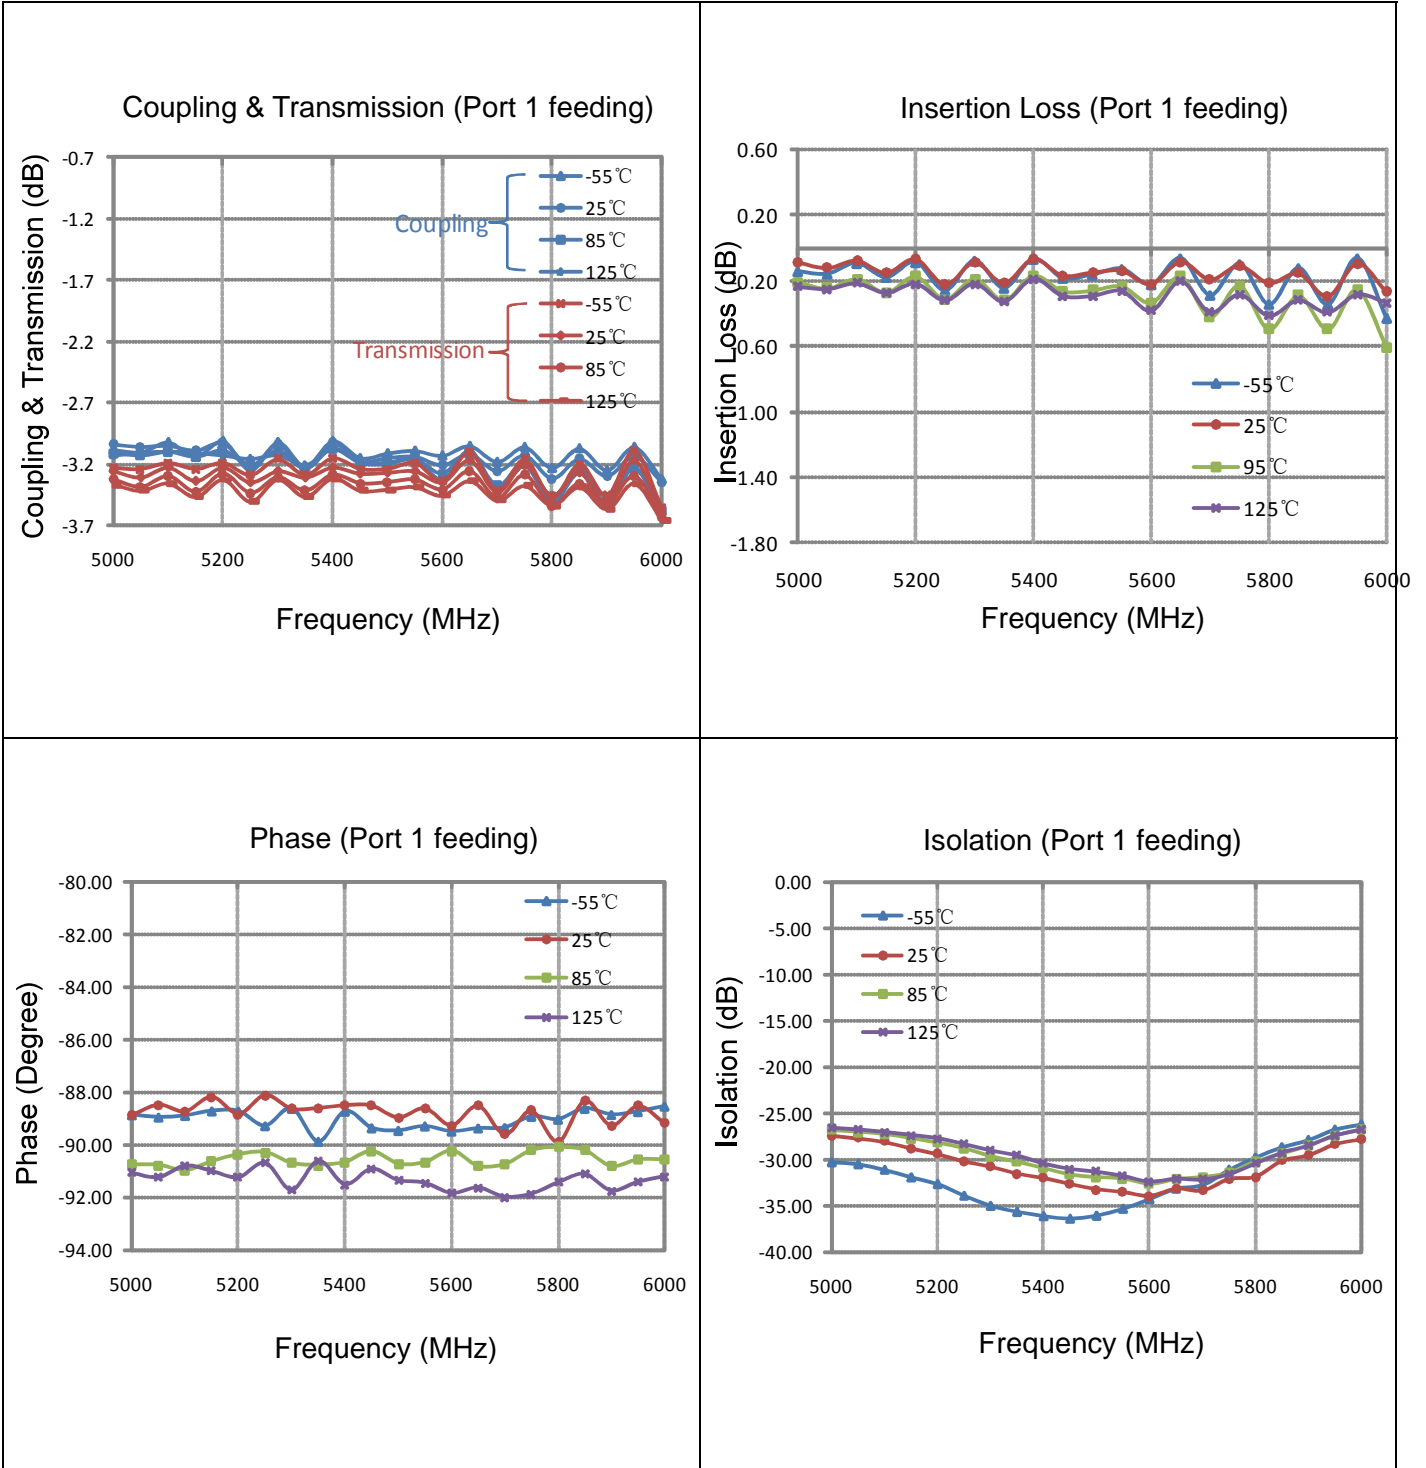 Coupling & Transmission (Port 1 feeding)
Coupling & Transmission (dB)
-0.7
-1.2
-1.7
-2.2
-2.7
-3.2
-3.7
Coupling
-55℃
25℃
85℃
125℃
Transmission
-55℃
25℃
85℃
125℃
5000 5200 5400 5600 5800 6000
Frequency (MHz)
Insertion Loss (Port 1 feeding)
Insertion Loss (dB)
0.60
0.20
-0.20
-0.60
-1.00
-1.40
-1.80
-55℃
25℃
95℃
125℃
5000 5200 5400 5600 5800 6000
Frequency (MHz)
Phase (Port 1 feeding)
Phase (Degree)
-80.00
-82.00
-84.00
-86.00
-88.00
-90.00
-92.00
-94.00
-55℃
25℃
85℃
125℃
5000 5200 5400 5600 5800 6000
Frequency (MHz)
Isolation (Port 1 feeding)
Isolation (dB)
0.00
-5.00
-10.00
-15.00
-20.00
-25.00
-30.00
-35.00
-40.00
-55℃
25℃
85℃
125℃
5000 5200 5400 5600 5800 6000
Frequency (MHz)